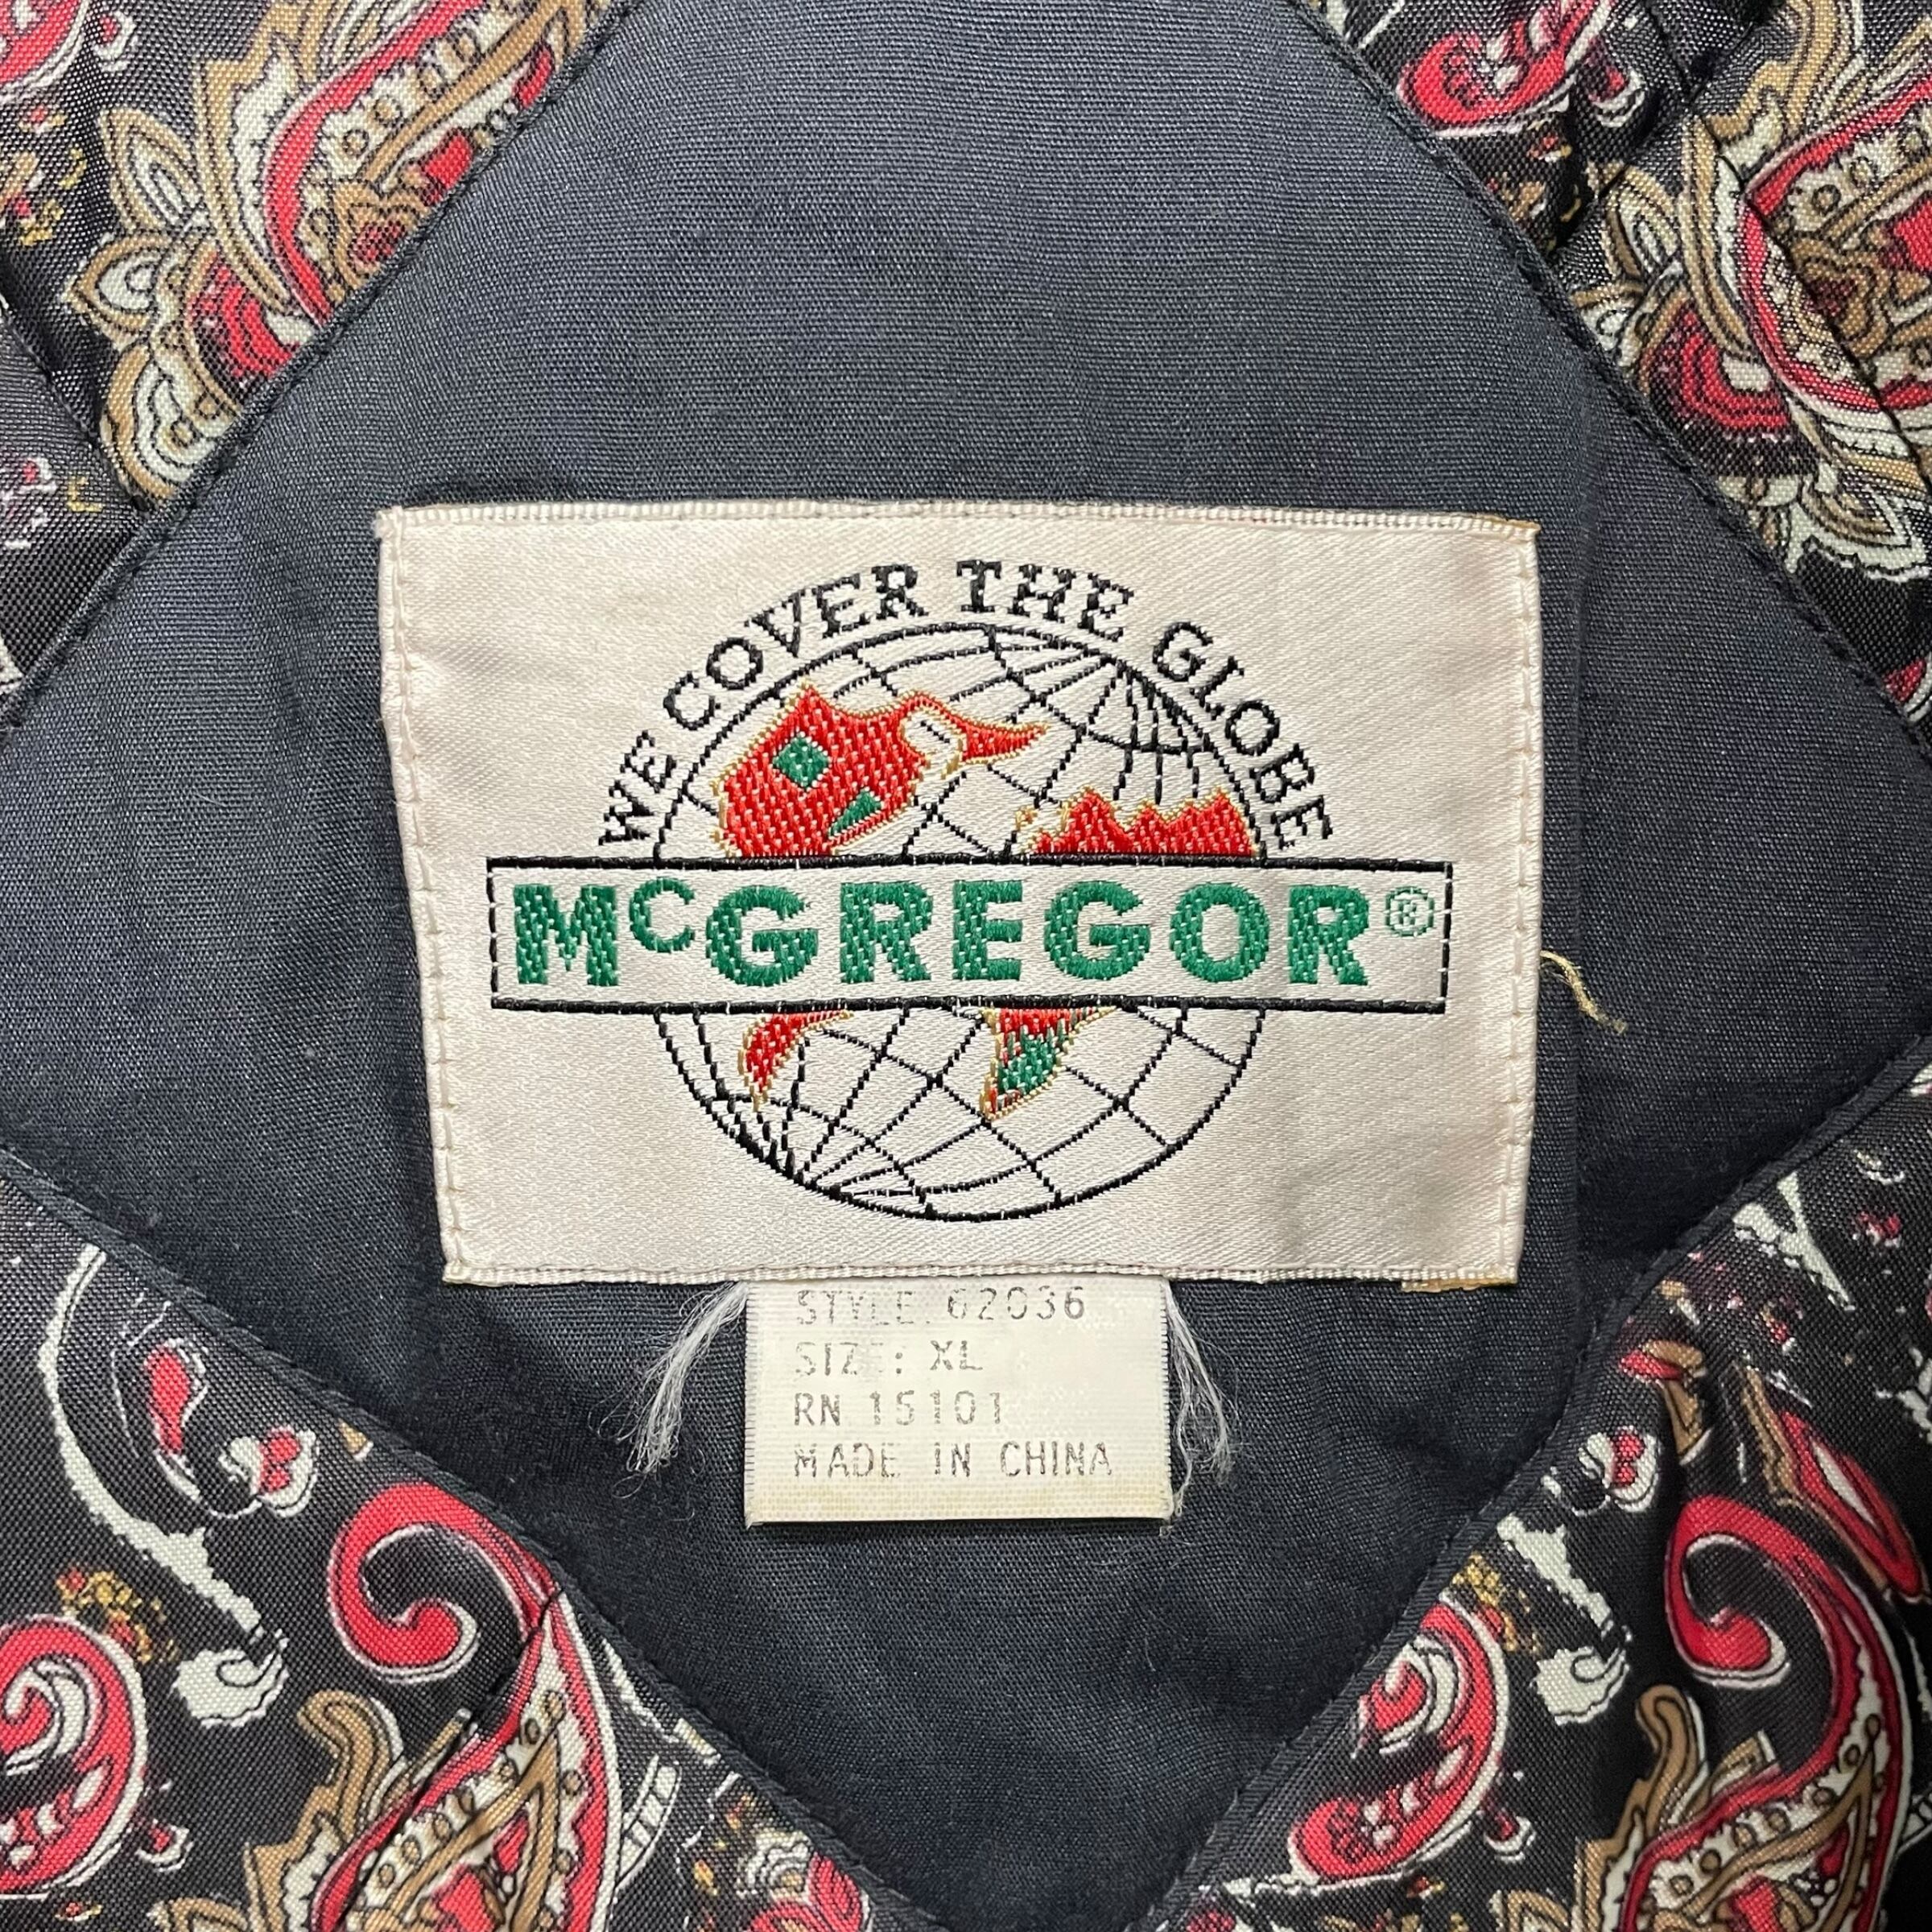 WE COVER THE GLOBE
McGREGOR®
STYLE: 62036
SIZE: XL
RN 15101
MADE IN CHINA